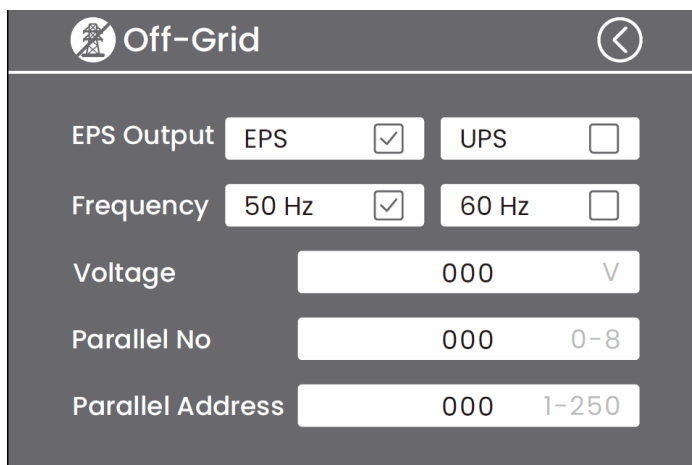 Off-Grid
EPS Output EPS UPS
Frequency 50 Hz 60 Hz
Voltage 000 V
Parallel No 000 0-8
Parallel Address 000 1-250